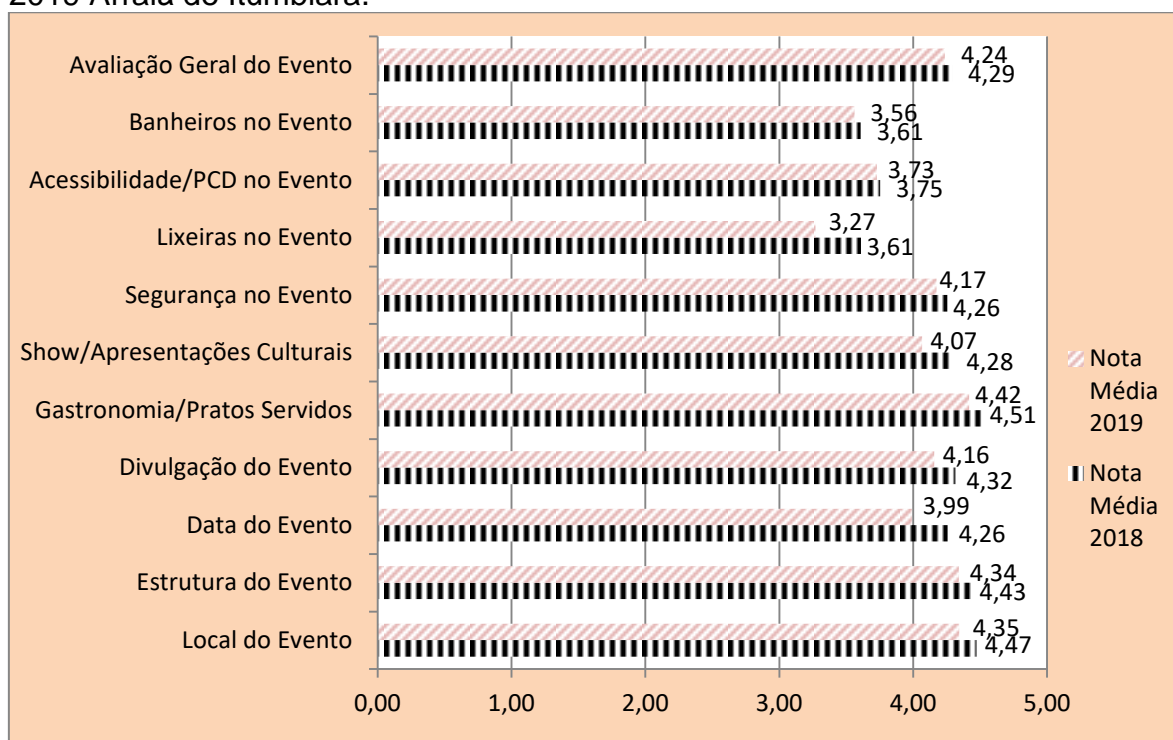 2019 Arraiá de Itumbiara.
Avaliação Geral do Evento
4,24
4,29
Banheiros no Evento
3,56
3,61
Acessibilidade/PCD no Evento
3,73
3,75
Lixeiras no Evento
3,27
3,61
Segurança no Evento
4,17
4,26
Show/Apresentações Culturais
4,07
4,28
Gastronomia/Pratos Servidos
4,42
4,51
Divulgação do Evento
4,16
4,32
Data do Evento
3,99
4,26
Estrutura do Evento
4,34
4,43
Local do Evento
4,35
4,47
0,00 1,00 2,00 3,00 4,00 5,00
Nota
Média
2019
Nota
Média
2018